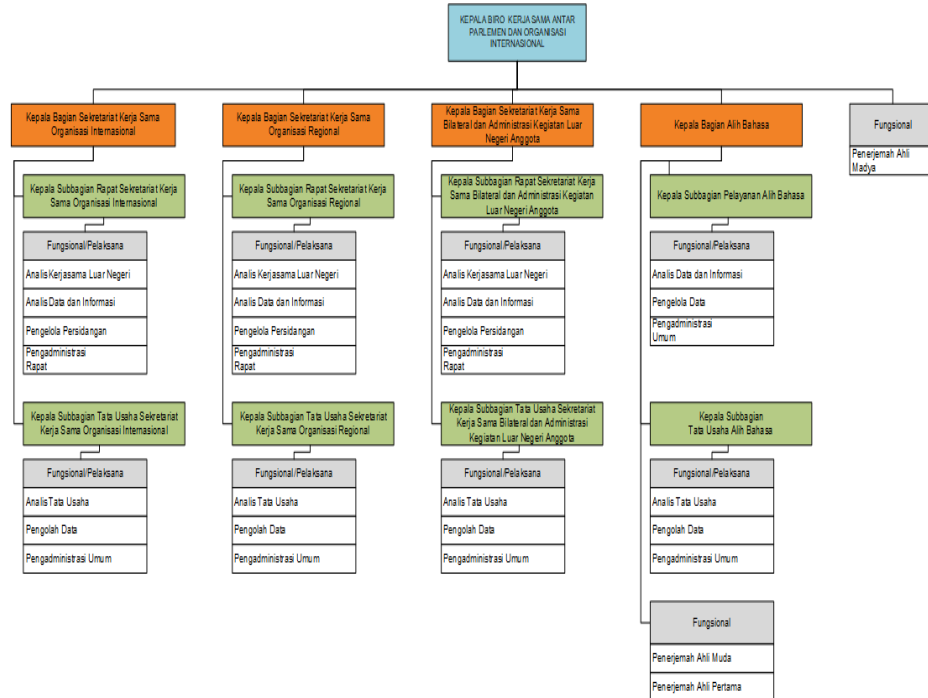 KEPALA BIRO KERJA SAMA ANTAR
PARLEMEN DAN ORGANISASI
INTERNASIONAL
Kepala Bagian Sekretariat Kerja Sama
Organisasi Internasional
Kepala Subbagian Rapat Sekretariat Kerja
Sama Organisasi Internasional
Fungsional/Pelaksana
Analis Kerjasama Luar Negeri
Analis Data dan Informasi
Pengelola Persidangan
Pengadministrasi
Rapat
Kepala Subbagian Tata Usaha Sekretariat
Kerja Sama Organisasi Internasional
Fungsional/Pelaksana
Analis Tata Usaha
Pengolah Data
Pengadministrasi Umum
Kepala Bagian Sekretariat Kerja Sama
Organisasi Regional
Kepala Subbagian Rapat Sekretariat Kerja
Sama Organisasi Regional
Fungsional/Pelaksana
Analis Kerjasama Luar Negeri
Analis Data dan Informasi
Pengelola Persidangan
Pengadministrasi
Rapat
Kepala Subbagian Tata Usaha Sekretariat
Kerja Sama Organisasi Regional
Fungsional/Pelaksana
Analis Tata Usaha
Pengolah Data
Pengadministrasi Umum
Kepala Bagian Sekretariat Kerja Sama
Bilateral dan Administrasi Kegiatan Luar
Negeri Anggota
Kepala Subbagian Rapat Sekretariat Kerja
Sama Bilateral dan Administrasi Kegiatan
Luar Negeri Anggota
Fungsional/Pelaksana
Analis Kerjasama Luar Negeri
Analis Data dan Informasi
Pengelola Persidangan
Pengadministrasi
Rapat
Kepala Subbagian Tata Usaha Sekretariat
Kerja Sama Bilateral dan Administrasi
Kegiatan Luar Negeri Anggota
Fungsional/Pelaksana
Analis Tata Usaha
Pengolah Data
Pengadministrasi Umum
Kepala Bagian Alih Bahasa
Kepala Subbagian Pelayanan Alih Bahasa
Fungsional/Pelaksana
Analis Data dan Informasi
Pengelola Data
Pengadministrasi
Umum
Kepala Subbagian
Tata Usaha Alih Bahasa
Fungsional/Pelaksana
Analis Tata Usaha
Pengolah Data
Pengadministrasi Umum
Fungsional
Penerjemah Ahli Muda
Penerjemah Ahli Pertama
Fungsional
Penerjemah Ahli
Madya